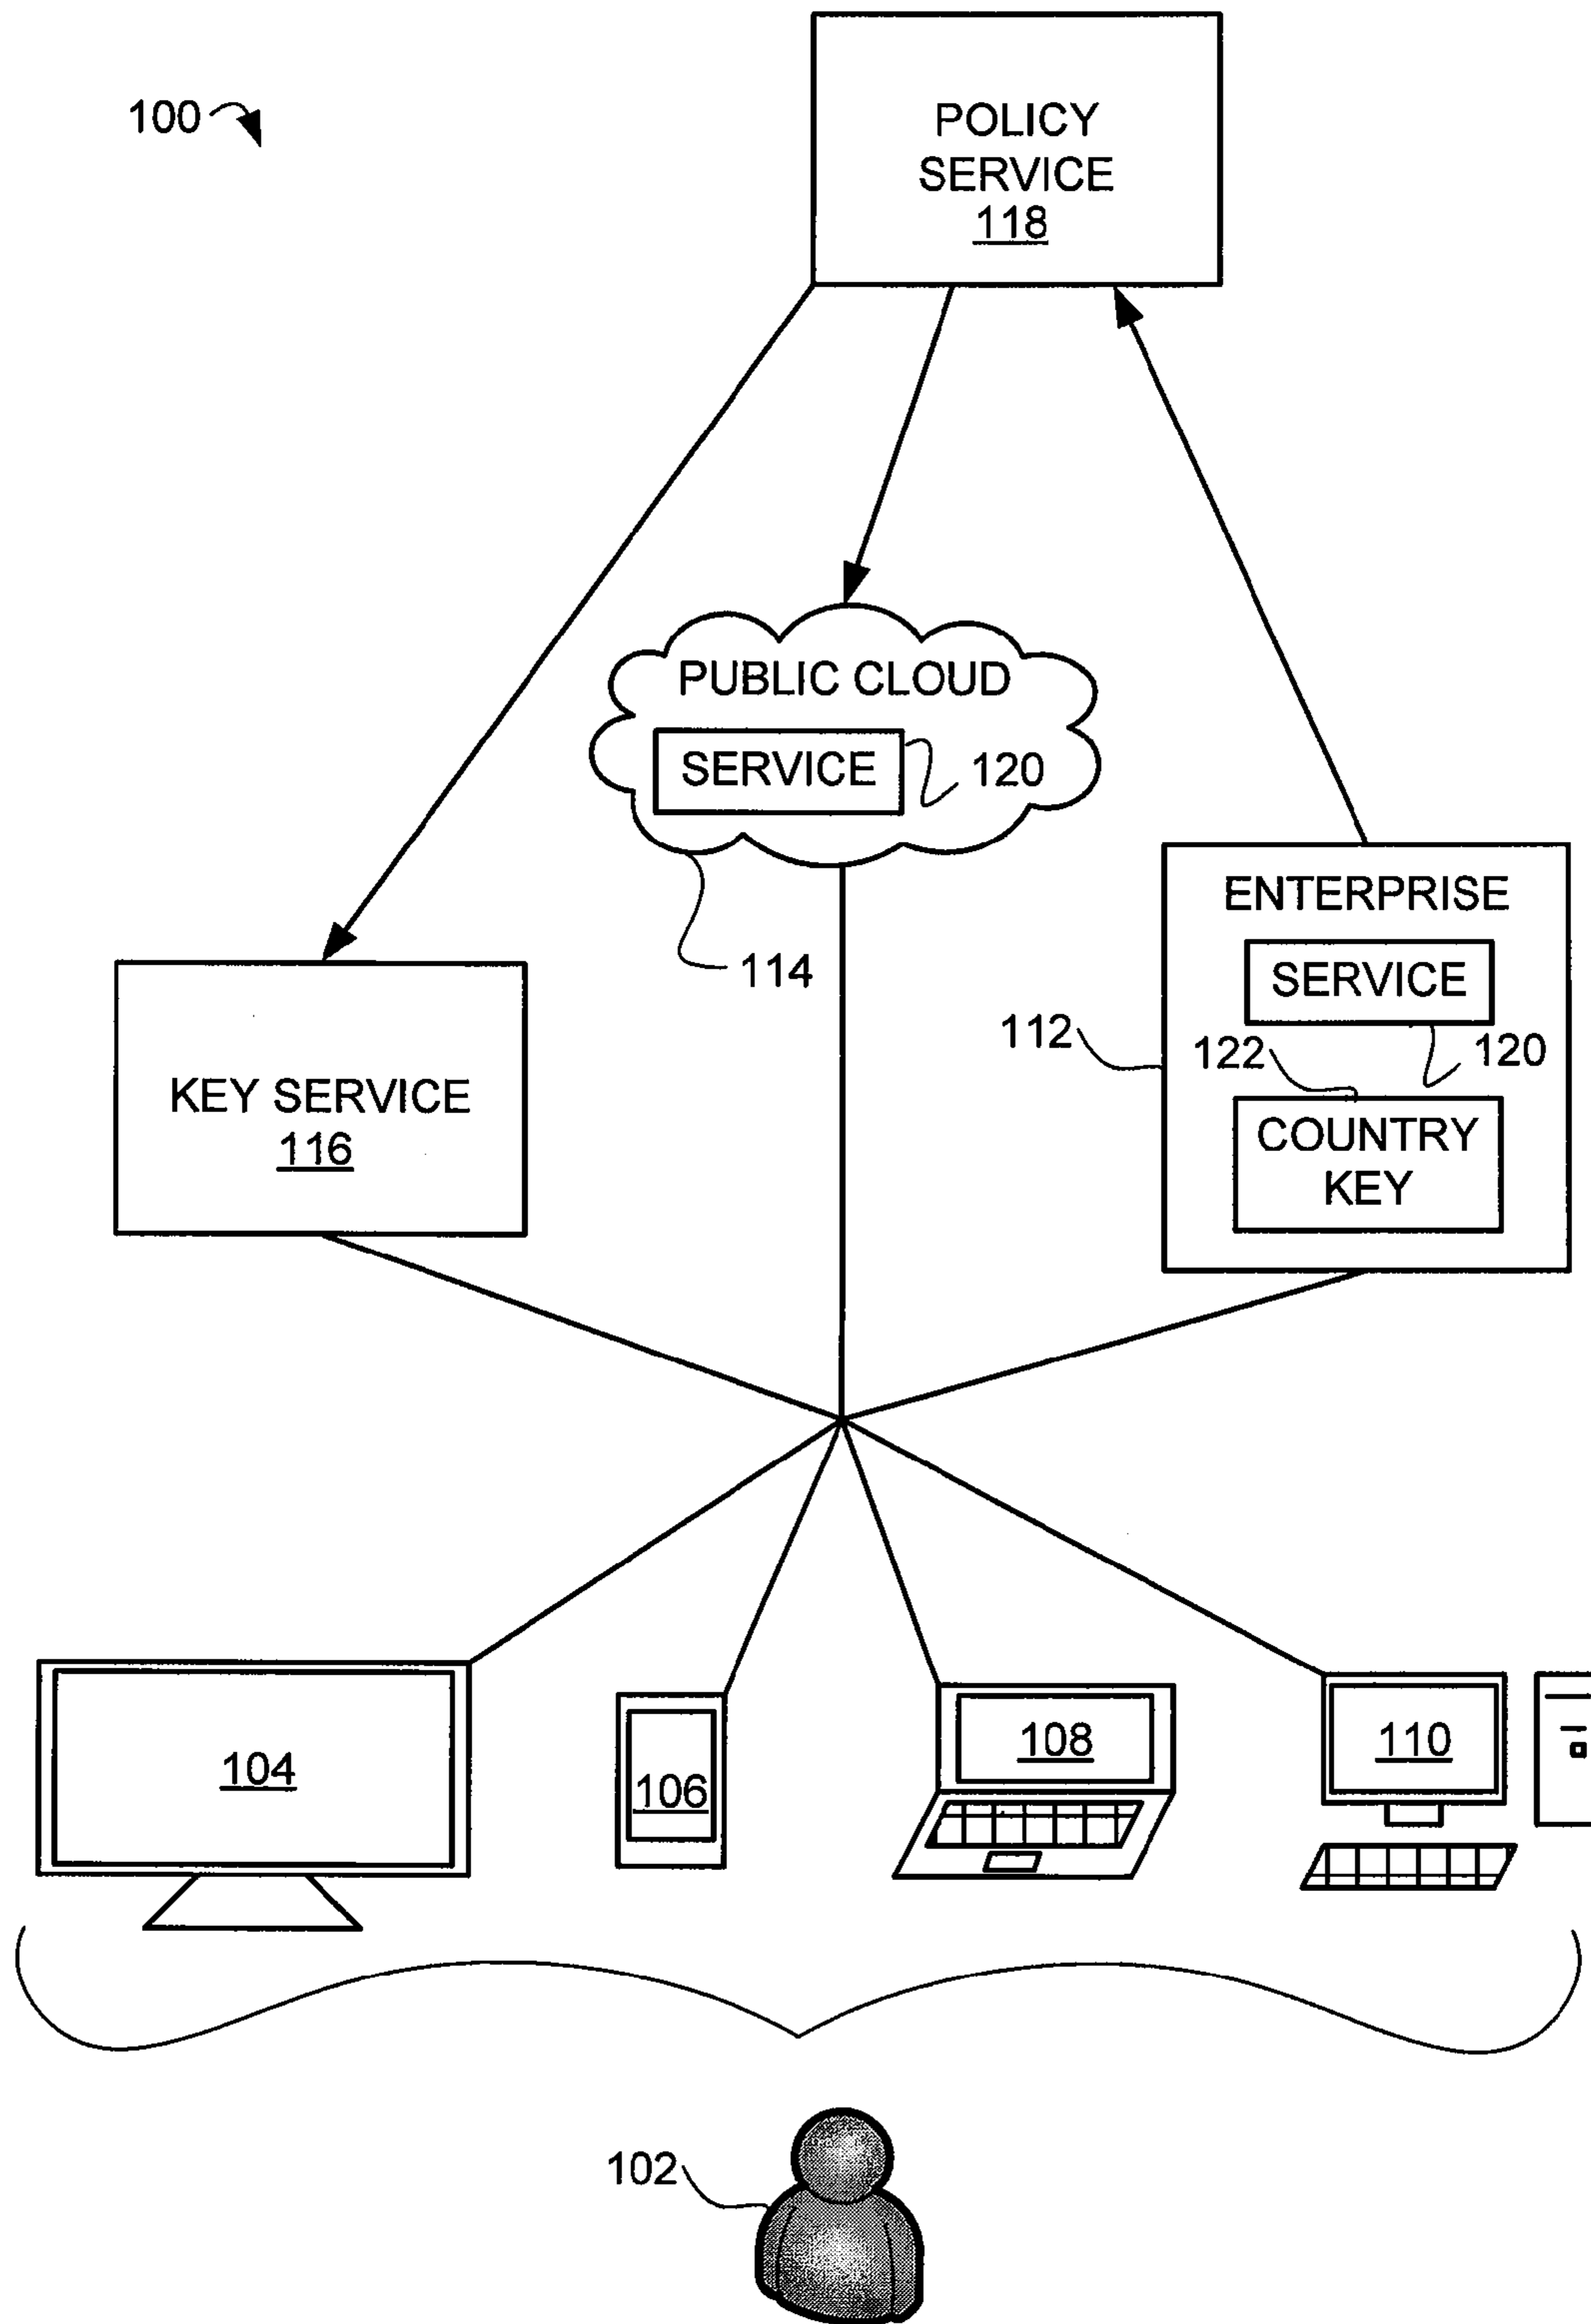 100
POLICY
SERVICE
118
PUBLIC CLOUD
SERVICE
120
114
ENTERPRISE
SERVICE
112
122
120
COUNTRY
KEY
KEY SERVICE
116
104
106
108
110
102